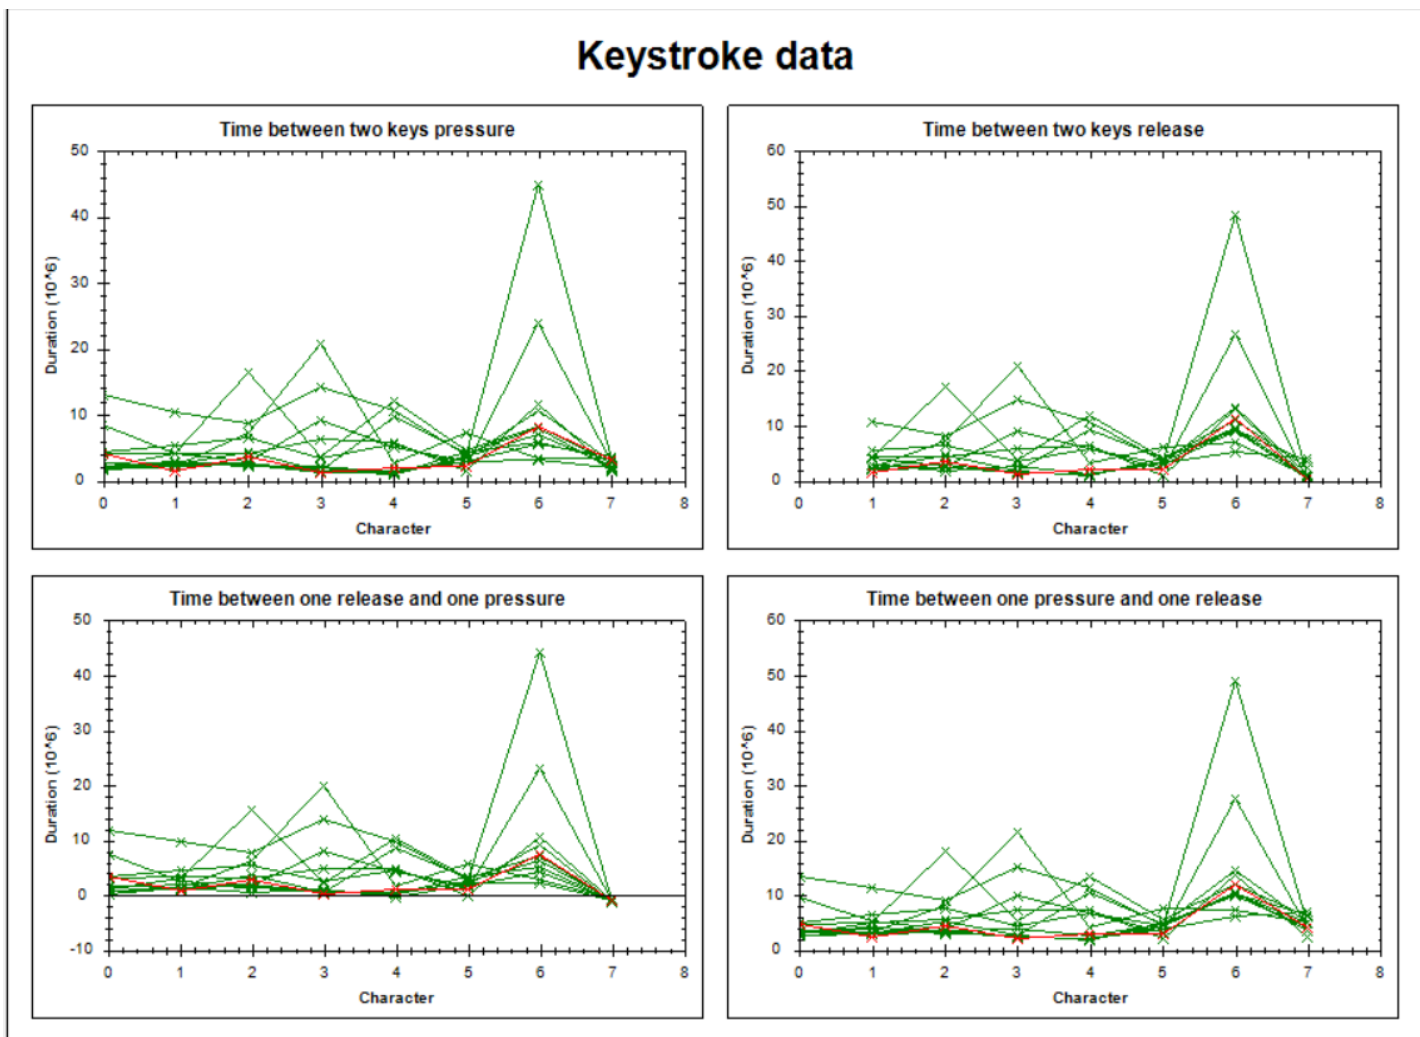 Keystroke data
Time between two keys pressure
50
40
30
20
10
0
Duration (10^6)
0 1 2 3 4 5 6 7 8
Character
Time between two keys release
60
50
40
30
20
10
0
Duration (10^6)
0 1 2 3 4 5 6 7 8
Character
Time between one release and one pressure
50
40
30
20
10
0
-10
Duration (10^6)
0 1 2 3 4 5 6 7 8
Character
Time between one pressure and one release
60
50
40
30
20
10
0
Duration (10^6)
0 1 2 3 4 5 6 7 8
Character